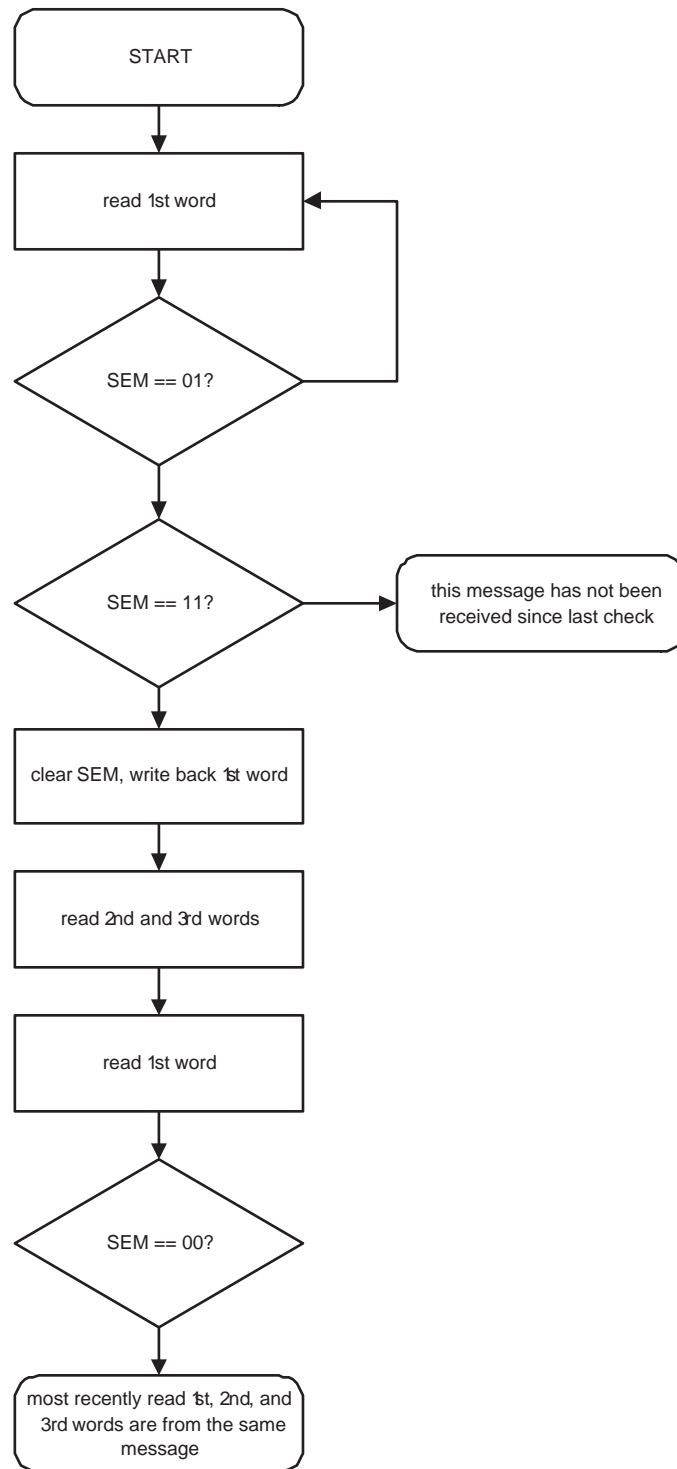 START
read 1st word
SEM == 01?
SEM == 11?
this message has not been
received since last check
clear SEM, write back 1st word
read 2nd and 3rd words
read 1st word
SEM == 00?
most recently read 1st, 2nd, and
3rd words are from the same
message